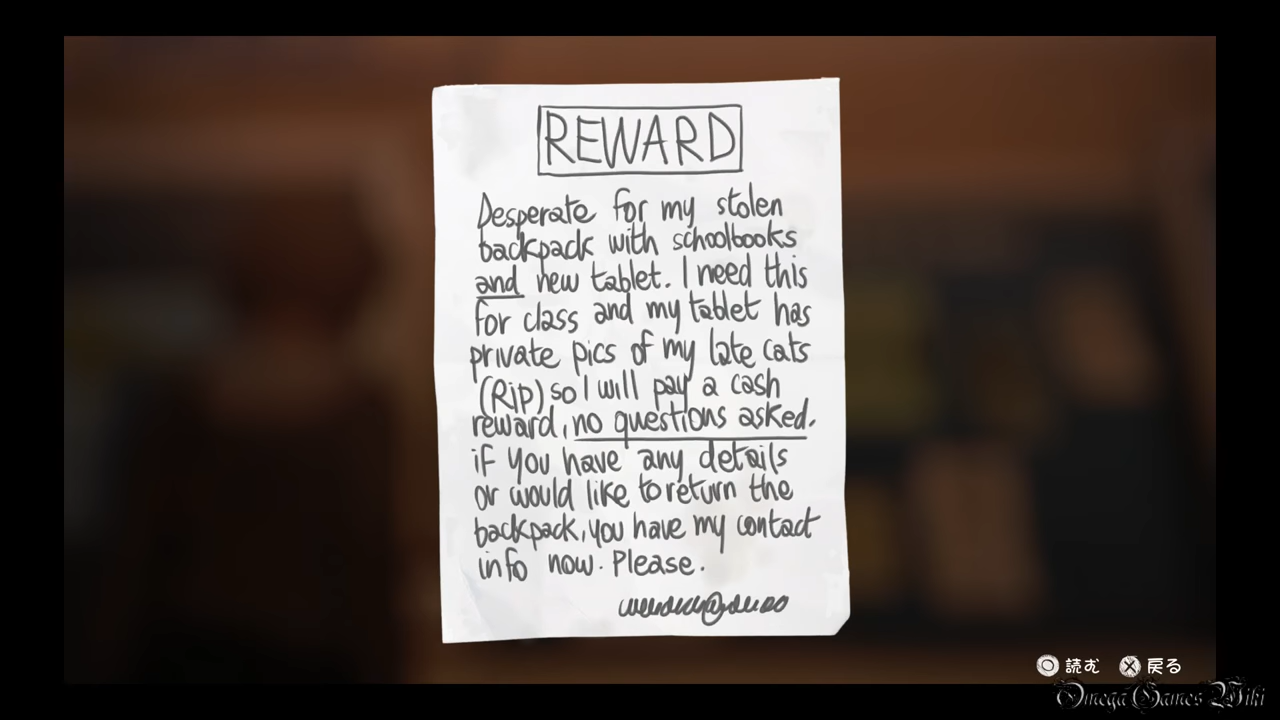 REWARD
Desperate for my stolen
backpack with schoolbooks
and new tablet. I need this
for class and my tablet has
private pics of my late cats
(RIP) so I will pay a cash
reward, no questions asked.
if you have any details
or would like to return the
backpack, you have my contact
info now. Please.
読む 戻る
Omega Games Wiki